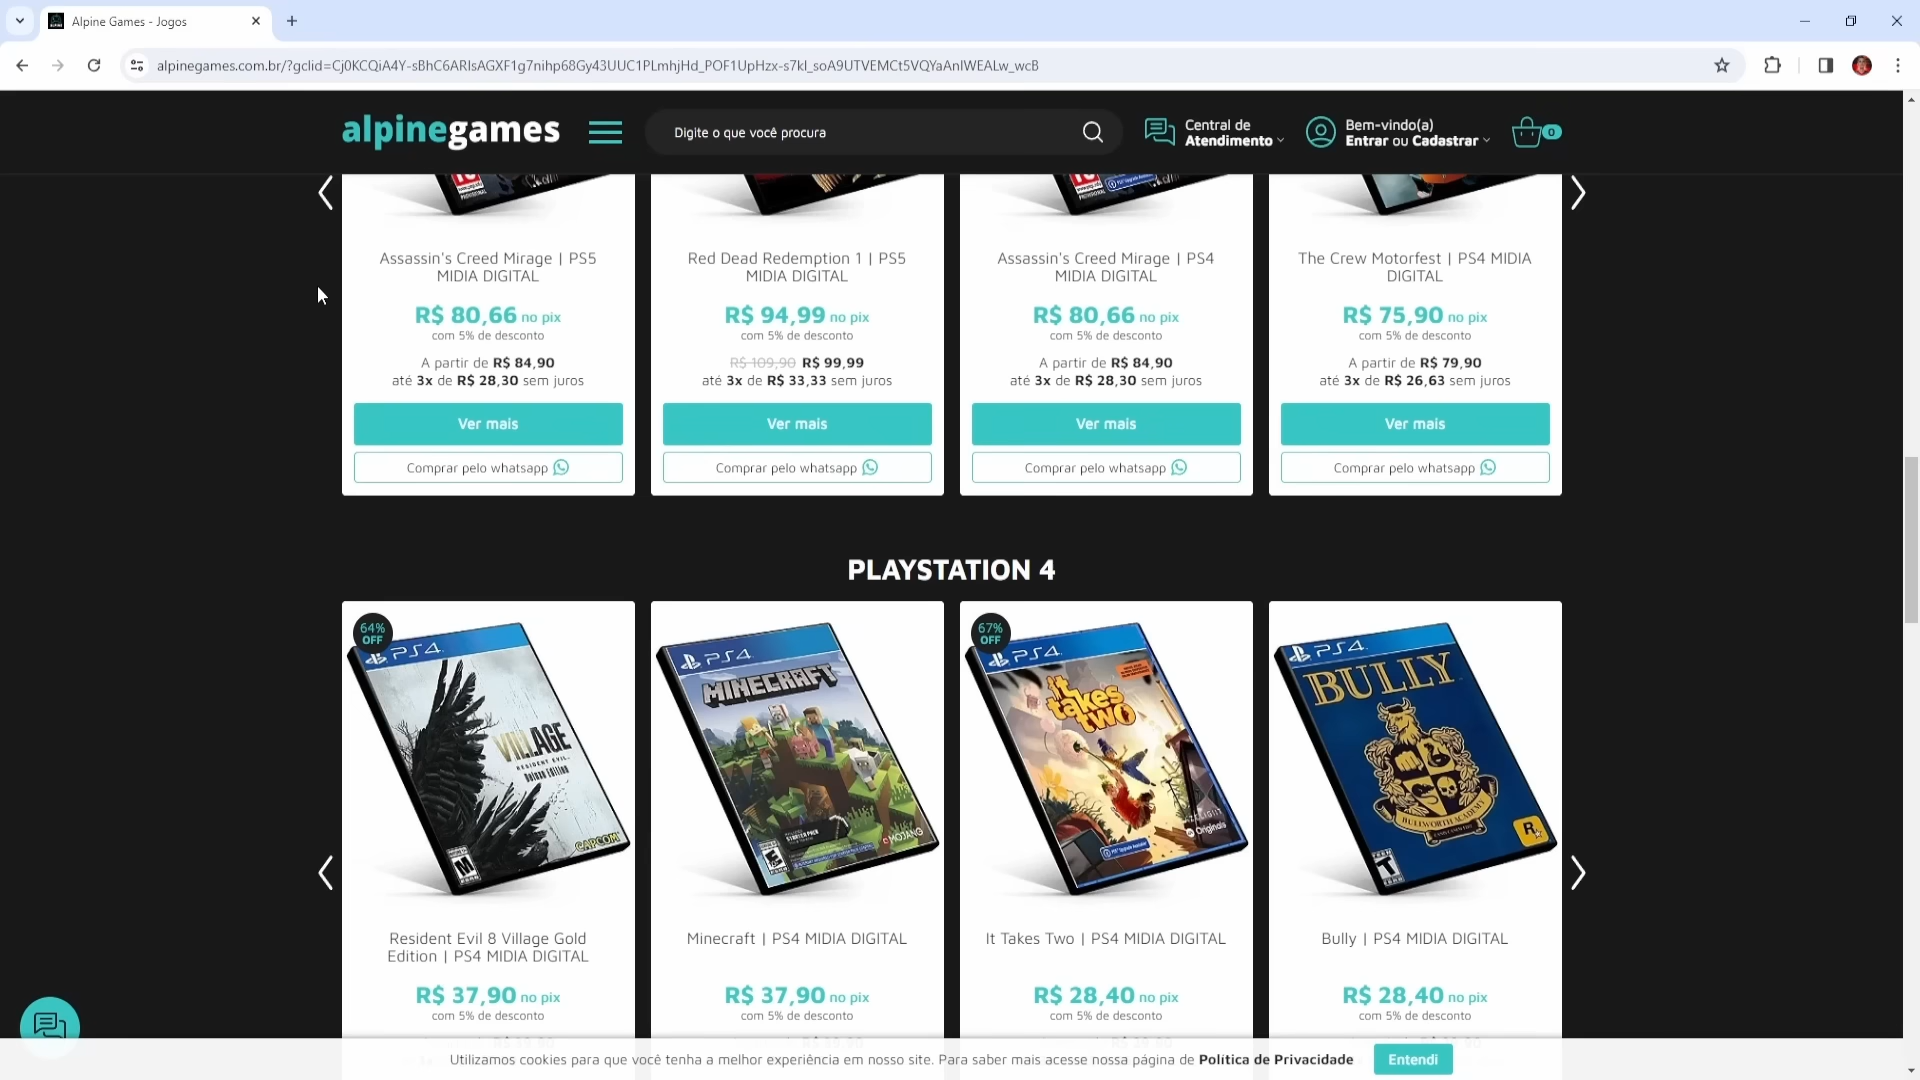 Alpine Games - Jogos
alpinegames.com.br/?gclid=Cj0KCQiA4Y-sBhC6ARIsAGXF1g7nihp68Gy43UUC1PLmhjHd_POF1UpHzx-s7kI_soA9UTVEMCt5VQYaAnIWEALw_wcB
alpinegames
Digite o que você procura
Central de
Atendimento
Bem-vindo(a)
Entrar ou Cadastrar
0
Assassin's Creed Mirage | PS5
MIDIA DIGITAL
R$ 80,66 no pix
com 5% de desconto
A partir de R$ 84,90
até 3x de R$ 28,30 sem juros
Ver mais
Comprar pelo whatsapp
Red Dead Redemption 1 | PS5
MIDIA DIGITAL
R$ 94,99 no pix
com 5% de desconto
R$ 109,90 R$ 99,99
até 3x de R$ 33,33 sem juros
Ver mais
Comprar pelo whatsapp
Assassin's Creed Mirage | PS4
MIDIA DIGITAL
R$ 80,66 no pix
com 5% de desconto
A partir de R$ 84,90
até 3x de R$ 28,30 sem juros
Ver mais
Comprar pelo whatsapp
The Crew Motorfest | PS4 MIDIA
DIGITAL
R$ 75,90 no pix
com 5% de desconto
A partir de R$ 79,90
até 3x de R$ 26,63 sem juros
Ver mais
Comprar pelo whatsapp
PLAYSTATION 4
64%
OFF
PS4
VILLAGE
RESIDENT EVIL
Deluxe Edition
CAPCOM
M
Resident Evil 8 Village Gold
Edition | PS4 MIDIA DIGITAL
R$ 37,90 no pix
com 5% de desconto
PS4
MINECRAFT
MOJANG
Minecraft | PS4 MIDIA DIGITAL
R$ 37,90 no pix
com 5% de desconto
67%
OFF
PS4
it
takes
two
Originals
It Takes Two | PS4 MIDIA DIGITAL
R$ 28,40 no pix
com 5% de desconto
PS4
BULLY
BULLWORTH ACADEMY
R
TEEN
T
Bully | PS4 MIDIA DIGITAL
R$ 28,40 no pix
com 5% de desconto
Utilizamos cookies para que você tenha a melhor experiência em nosso site. Para saber mais acesse nossa página de Política de Privacidade
Entendi